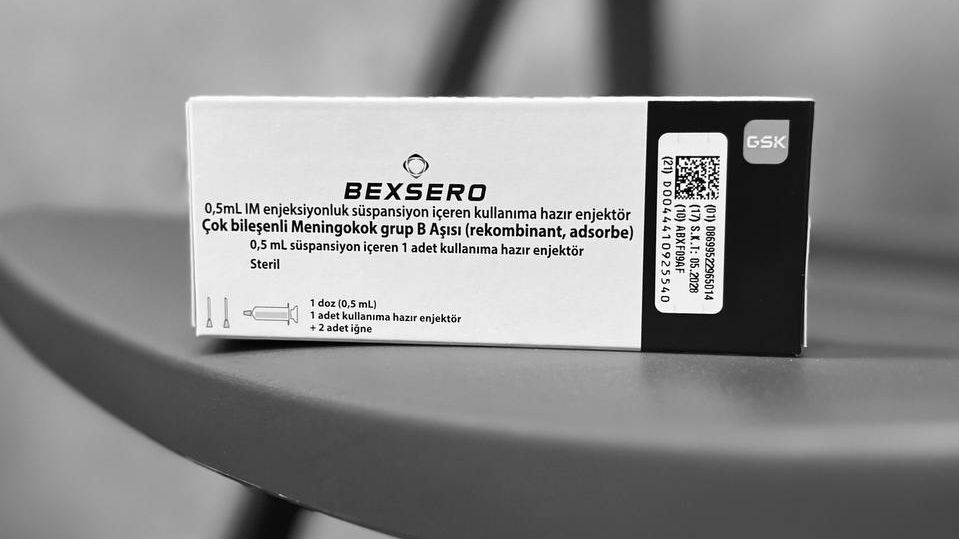 BEXSERO
0,5mL IM enjeksiyonluk süspansiyon içeren kullanıma hazır enjektör
Çok bileşenli Meningokok grup B Aşısı (rekombinant, adsorbe)
0,5 mL süspansiyon içeren 1 adet kullanıma hazır enjektör
Steril
1 doz (0,5 mL)
1 adet kullanıma hazır enjektör
+ 2 adet iğne
GSK
(01) 08699522965014
(17) S.K.T: 05.2028
(10) ABXF09AF
(21) D0044410925540